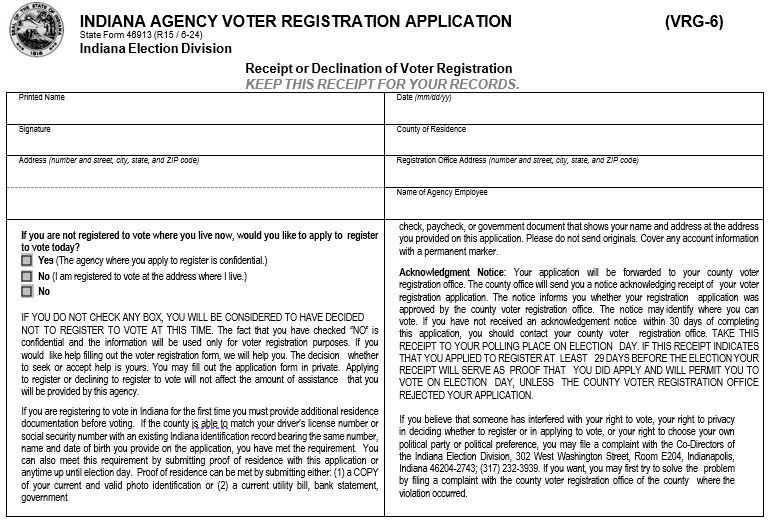 INDIANA AGENCY VOTER REGISTRATION APPLICATION (VRG-6)
State Form 46913 (R15 / 6-24)
Indiana Election Division
Receipt or Declination of Voter Registration
KEEP THIS RECEIPT FOR YOUR RECORDS.
Printed Name
Date (mm/dd/yy)
Signature
County of Residence
Address (number and street, city, state, and ZIP code)
Registration Office Address (number and street, city, state, and ZIP code)
Name of Agency Employee
If you are not registered to vote where you live now, would you like to apply to register
to vote today?
Yes (The agency where you apply to register is confidential.)
No (I am registered to vote at the address where I live.)
No
IF YOU DO NOT CHECK ANY BOX, YOU WILL BE CONSIDERED TO HAVE DECIDED
NOT TO REGISTER TO VOTE AT THIS TIME. The fact that you have checked "NO" is
confidential and the information will be used only for voter registration purposes. If you
would like help filling out the voter registration form, we will help you. The decision whether
to seek or accept help is yours. You may fill out the application form in private. Applying
to register or declining to register to vote will not affect the amount of assistance that you
will be provided by this agency.
If you are registering to vote in Indiana for the first time you must provide additional residence
documentation before voting. If the county is able to match your driver's license number or
social security number with an existing Indiana identification record bearing the same number,
name and date of birth you provide on the application, you have met the requirement. You
can also meet this requirement by submitting proof of residence with this application or
anytime up until election day. Proof of residence can be met by submitting either: (1) a COPY
of your current and valid photo identification or (2) a current utility bill, bank statement,
government
check, paycheck, or government document that shows your name and address at the address
you provided on this application. Please do not send originals. Cover any account information
with a permanent marker.
Acknowledgment Notice: Your application will be forwarded to your county voter
registration office. The county office will send you a notice acknowledging receipt of your voter
registration application. The notice informs you whether your registration application was
approved by the county voter registration office. The notice may identify where you can
vote. If you have not received an acknowledgement notice within 30 days of completing
this application, you should contact your county voter registration office. TAKE THIS
RECEIPT TO YOUR POLLING PLACE ON ELECTION DAY. IF THIS RECEIPT INDICATES
THAT YOU APPLIED TO REGISTER AT LEAST 29 DAYS BEFORE THE ELECTION YOUR
RECEIPT WILL SERVE AS PROOF THAT YOU DID APPLY AND WILL PERMIT YOU TO
VOTE ON ELECTION DAY, UNLESS THE COUNTY VOTER REGISTRATION OFFICE
REJECTED YOUR APPLICATION.
If you believe that someone has interfered with your right to vote, your right to privacy
in deciding whether to register or in applying to vote, or your right to choose your own
political party or political preference, you may file a complaint with the Co-Directors of
the Indiana Election Division, 302 West Washington Street, Room E204, Indianapolis,
Indiana 46204-2743; (317) 232-3939. If you want, you may first try to solve the problem
by filing a complaint with the county voter registration office of the county where the
violation occurred.